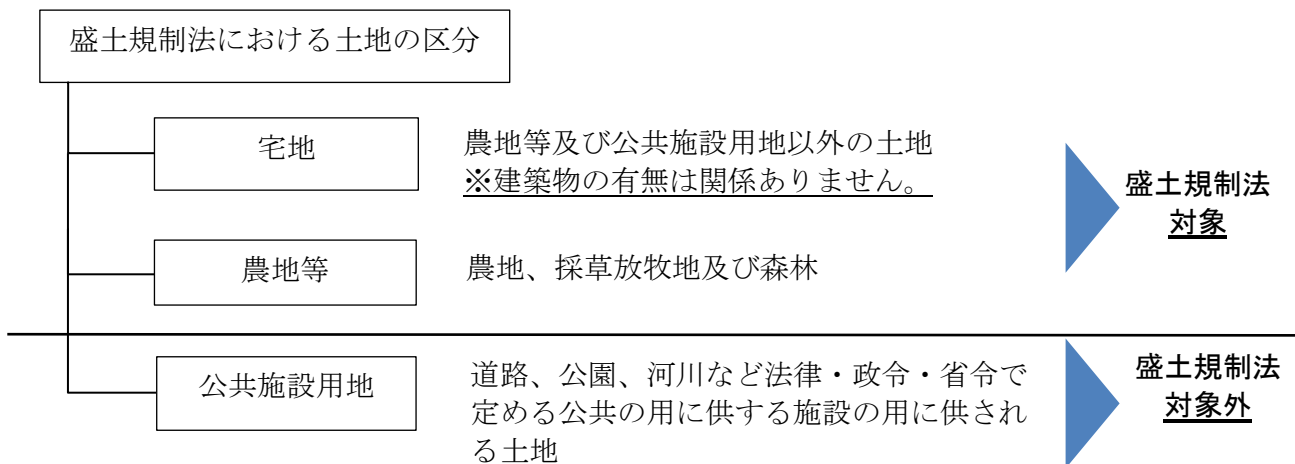 盛土規制法における土地の区分
宅地
農地等及び公共施設用地以外の土地
※建築物の有無は関係ありません。
盛土規制法
対象
農地等
農地、採草放牧地及び森林
公共施設用地
道路、公園、河川など法律・政令・省令で
定める公共の用に供する施設の用に供され
る土地
盛土規制法
対象外